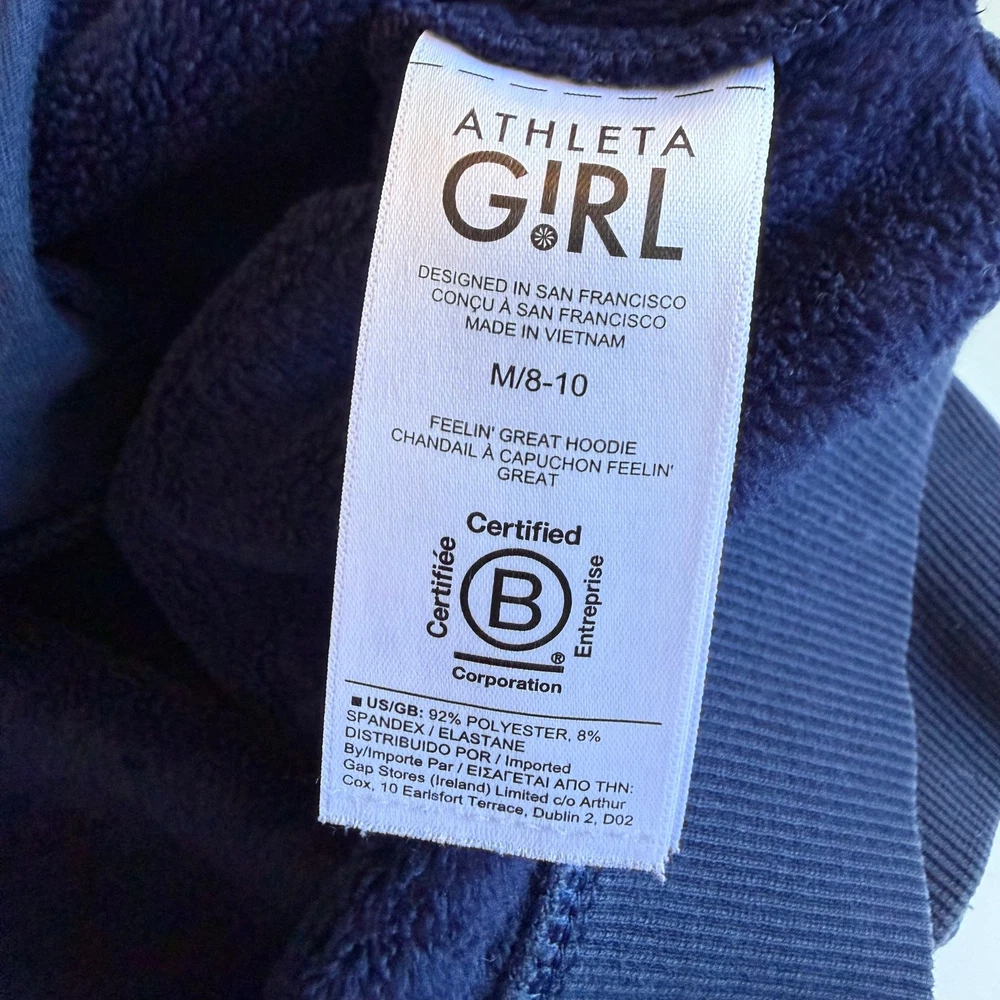 ATHLETA
G!RL
DESIGNED IN SAN FRANCISCO
CONÇU À SAN FRANCISCO
MADE IN VIETNAM
M/8-10
FEELIN' GREAT HOODIE
CHANDAIL À CAPUCHON FEELIN'
GREAT
Certified
Certifiée
B
Entreprise
®
Corporation
■ US/GB: 92% POLYESTER, 8%
SPANDEX / ELASTANE
DISTRIBUIDO POR / Imported
By/Importe Par / ΕΙΣΑΓΕΤΑΙ ΑΠΟ ΤΗΝ:
Gap Stores (Ireland) Limited c/o Arthur
Cox, 10 Earlsfort Terrace, Dublin 2, D02